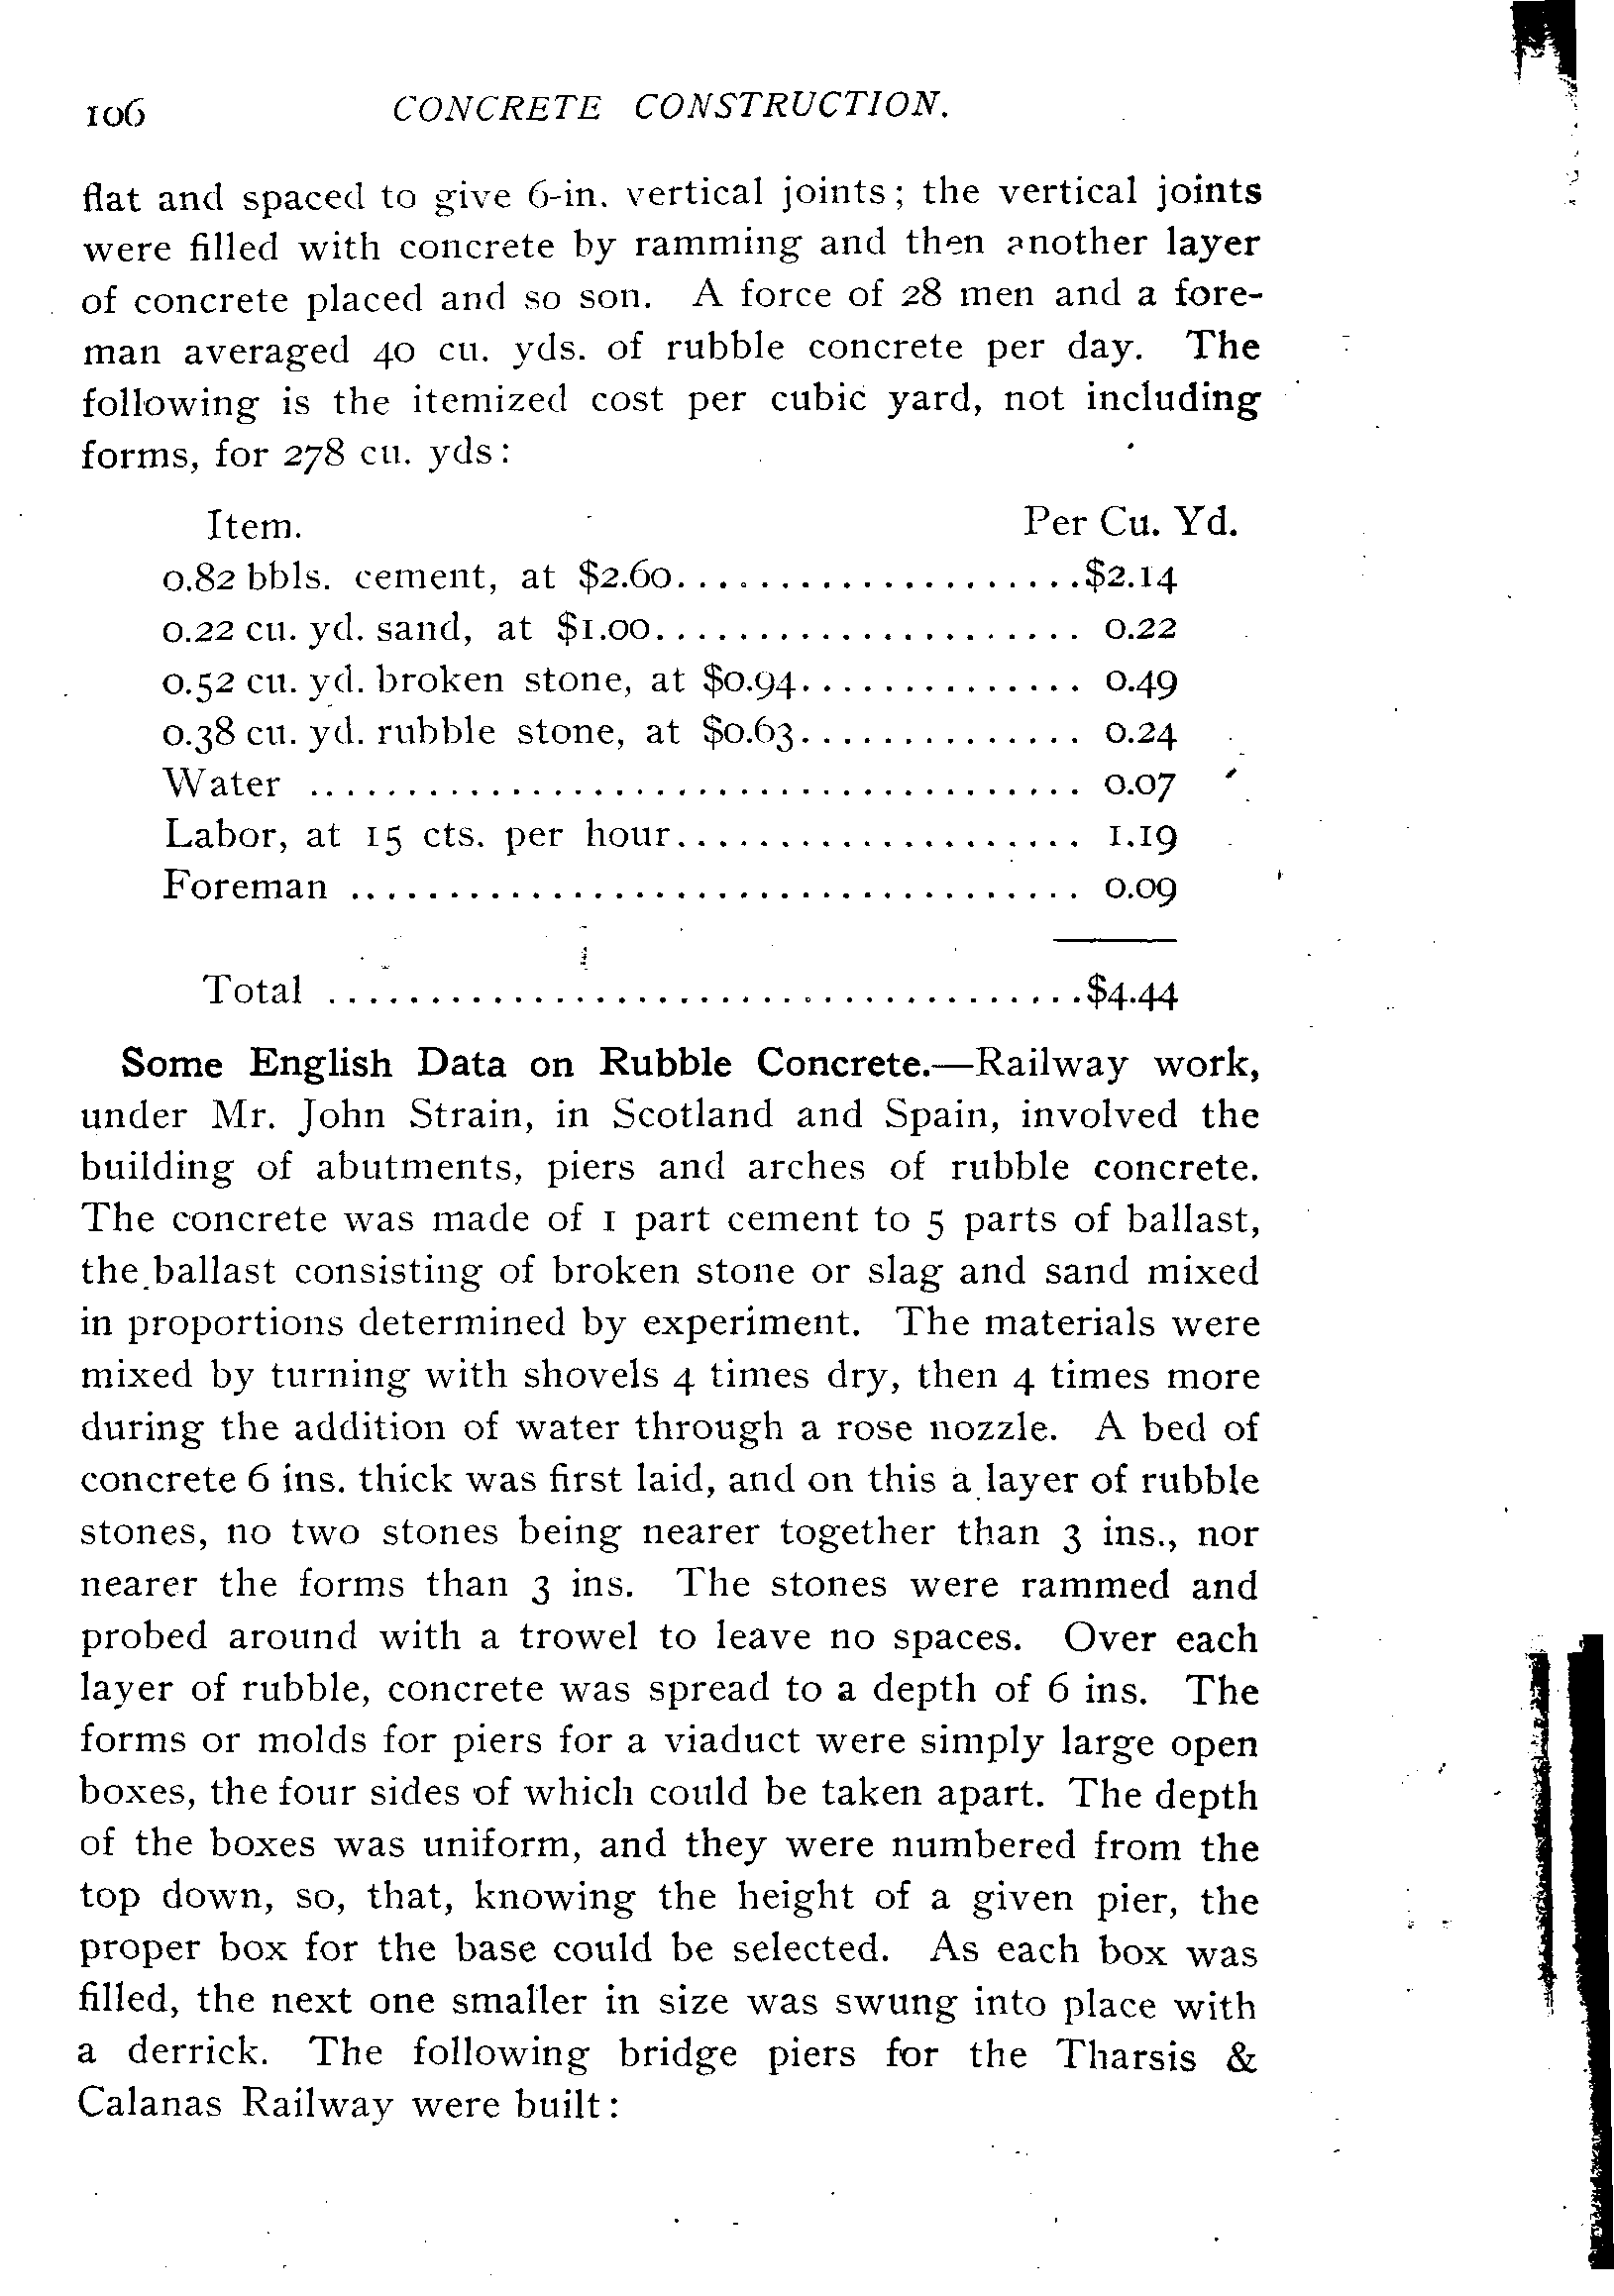 106 CONCRETE CONSTRUCTION.
flat and spaced to give 6-in. vertical joints; the vertical joints
were filled with concrete by ramming and then another layer
of concrete placed and so son. A force of 28 men and a fore-
man averaged 40 cu. yds. of rubble concrete per day. The
following is the itemized cost per cubic yard, not including
forms, for 278 cu. yds:
Item. Per Cu. Yd.
0.82 bbls. cement, at $2.60....................$2.14
0.22 cu. yd. sand, at $1.00..................... 0.22
0.52 cu. yd. broken stone, at $0.94.............. 0.49
0.38 cu. yd. rubble stone, at $0.63.............. 0.24
Water ...................................... 0.07
Labor, at 15 cts. per hour.................... 1.19
Foreman .................................... 0.09
Total .....................................$4.44
Some English Data on Rubble Concrete.—Railway work,
under Mr. John Strain, in Scotland and Spain, involved the
building of abutments, piers and arches of rubble concrete.
The concrete was made of 1 part cement to 5 parts of ballast,
the ballast consisting of broken stone or slag and sand mixed
in proportions determined by experiment. The materials were
mixed by turning with shovels 4 times dry, then 4 times more
during the addition of water through a rose nozzle. A bed of
concrete 6 ins. thick was first laid, and on this a layer of rubble
stones, no two stones being nearer together than 3 ins., nor
nearer the forms than 3 ins. The stones were rammed and
probed around with a trowel to leave no spaces. Over each
layer of rubble, concrete was spread to a depth of 6 ins. The
forms or molds for piers for a viaduct were simply large open
boxes, the four sides of which could be taken apart. The depth
of the boxes was uniform, and they were numbered from the
top down, so, that, knowing the height of a given pier, the
proper box for the base could be selected. As each box was
filled, the next one smaller in size was swung into place with
a derrick. The following bridge piers for the Tharsis &
Calanas Railway were built: